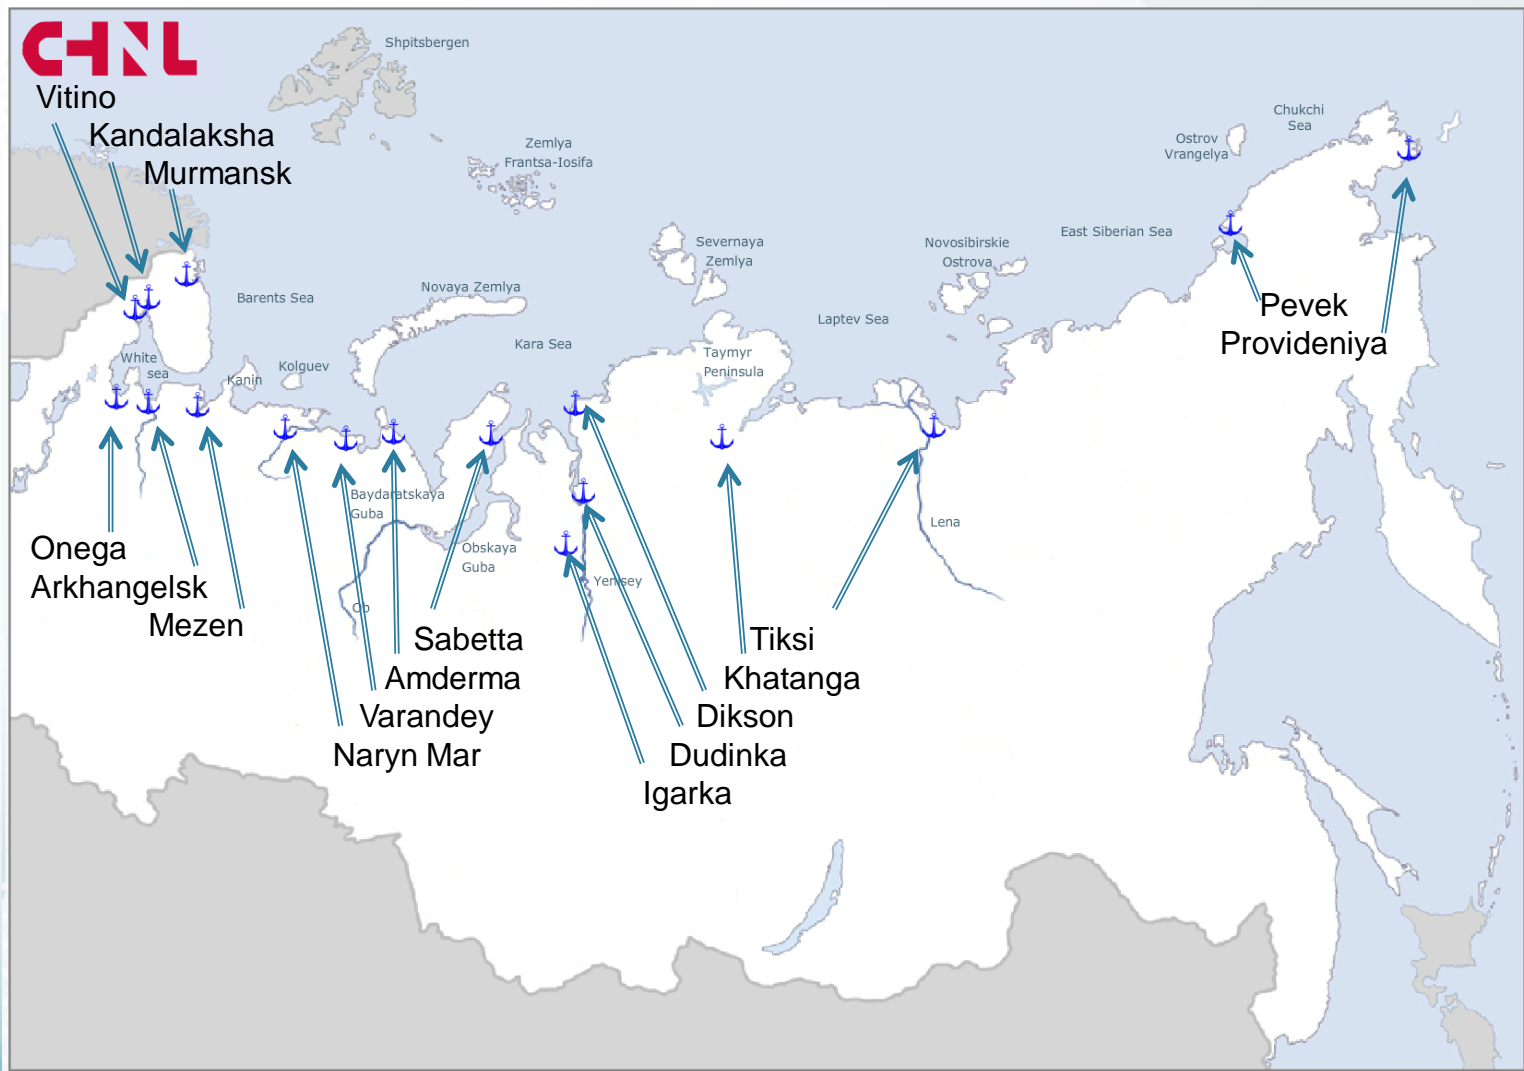 CHNL
Shpitsbergen
Vitino
Kandalaksha
Murmansk
Zemlya
Frantsa-Iosifa
Chukchi
Sea
Ostrov
Vrangelya
East Siberian Sea
Severnaya
Zemlya
Novosibirskie
Ostrova
Barents Sea
Novaya Zemlya
Laptev Sea
Kara Sea
Taymyr
Peninsula
White
sea
Kanin
Kolguev
Pevek
Provideniya
Baydaratskaya
Guba
Obskaya
Guba
Ob
Yenisey
Lena
Onega
Arkhangelsk
Mezen
Sabetta
Amderma
Varandey
Naryn Mar
Tiksi
Khatanga
Dikson
Dudinka
Igarka